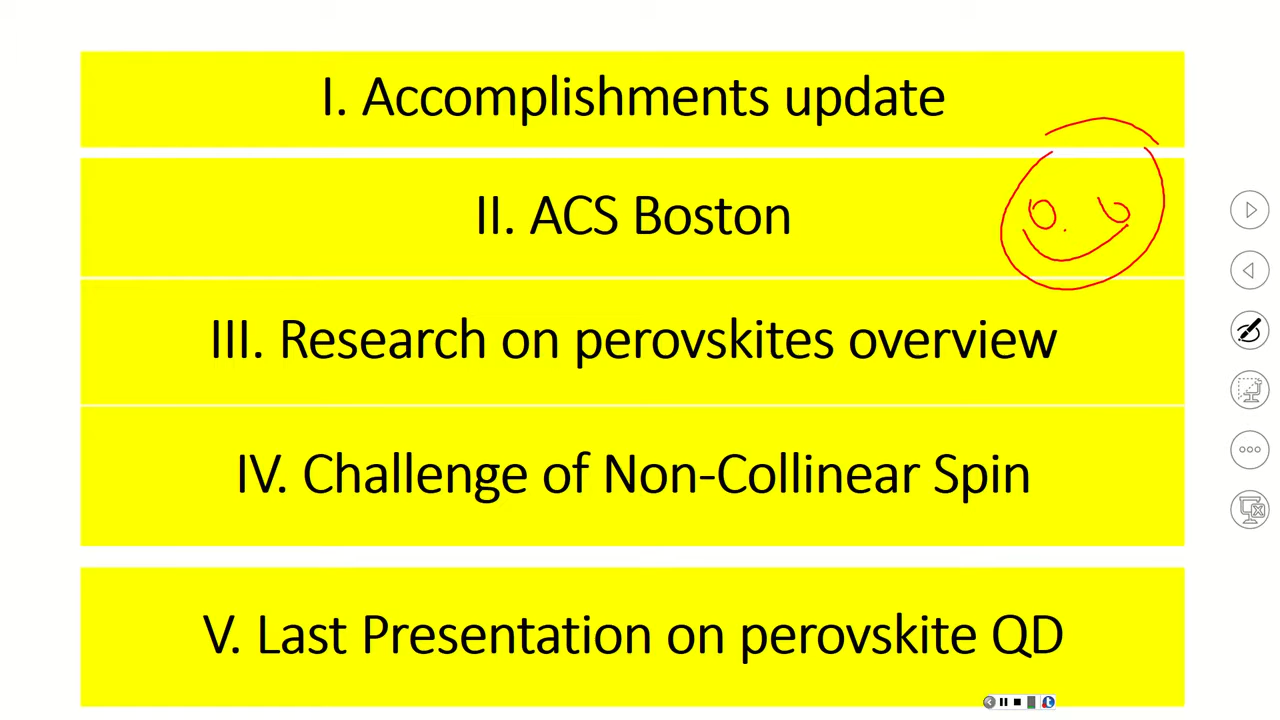 I. Accomplishments update
II. ACS Boston
III. Research on perovskites overview
IV. Challenge of Non-Collinear Spin
V. Last Presentation on perovskite QD